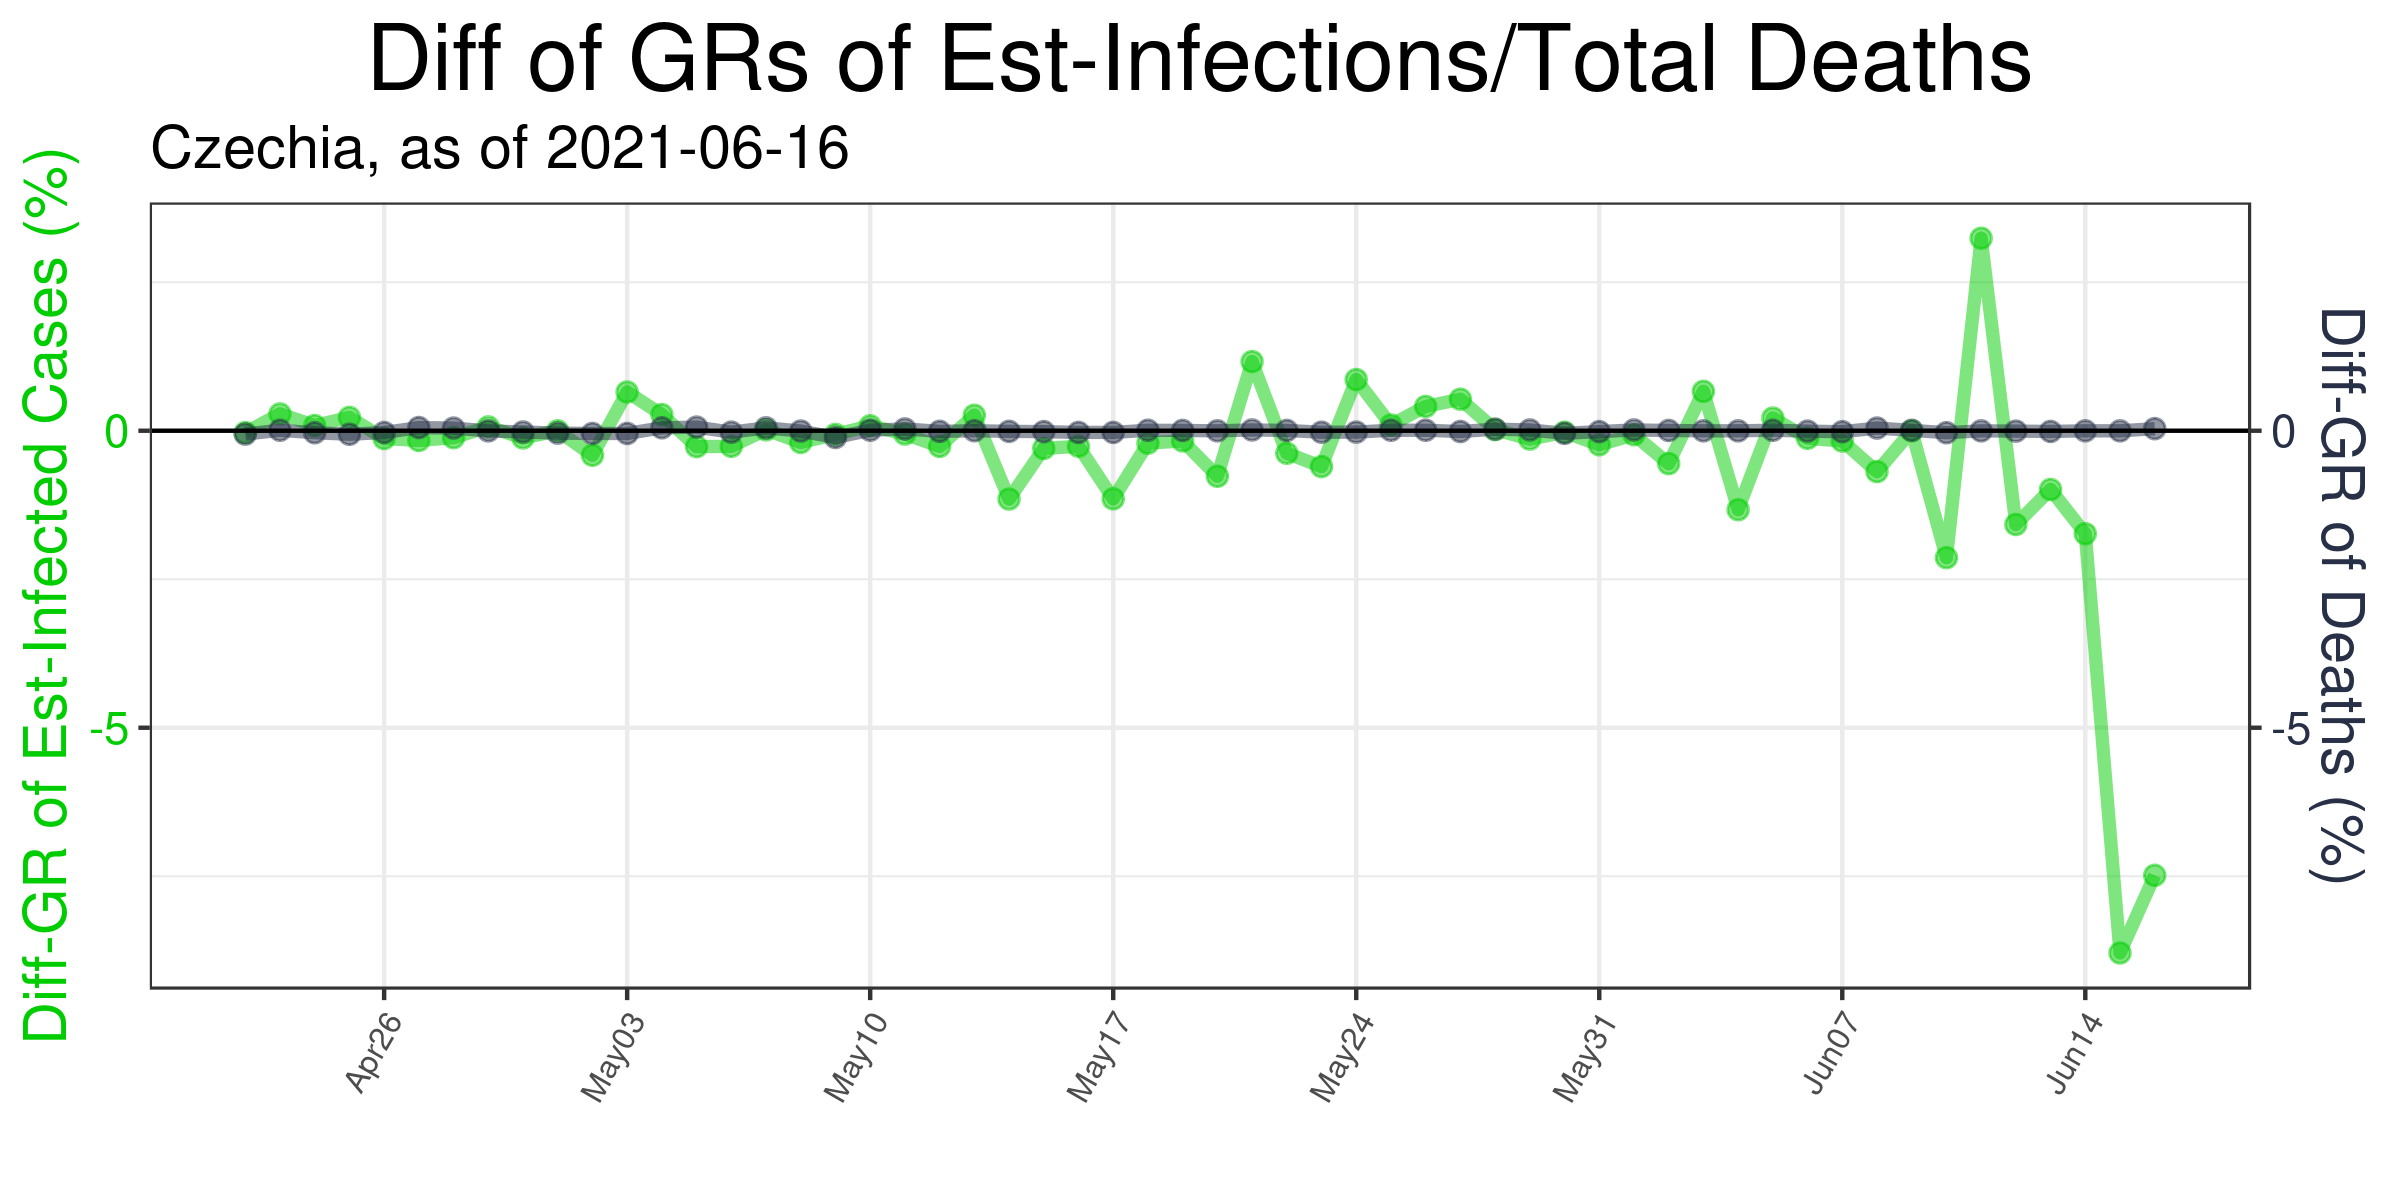 Diff of GRs of Est-Infections/Total Deaths
Czechia, as of 2021-06-16
Diff-GR of Est-Infected Cases (%)
0
-5
0
-5
Diff-GR of Deaths (%)
Apr26
May03
May10
May17
May24
May31
Jun07
Jun14